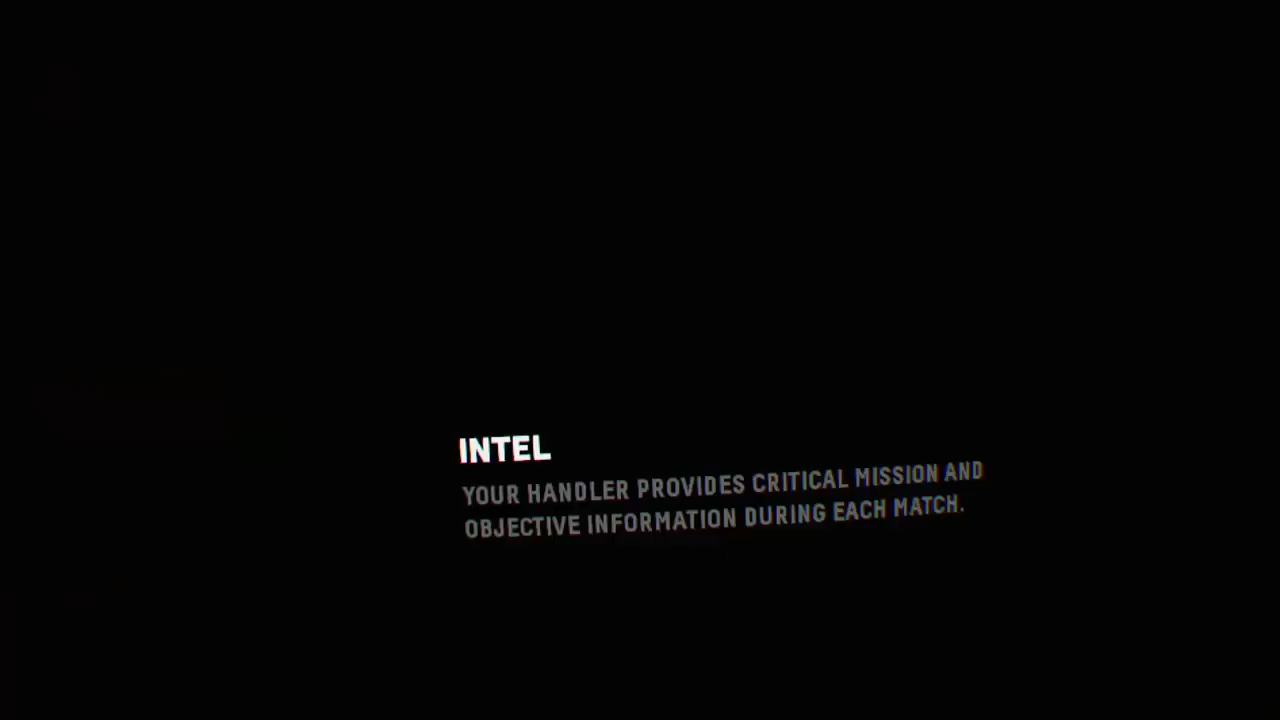 INTEL
YOUR HANDLER PROVIDES CRITICAL MISSION AND
OBJECTIVE INFORMATION DURING EACH MATCH.